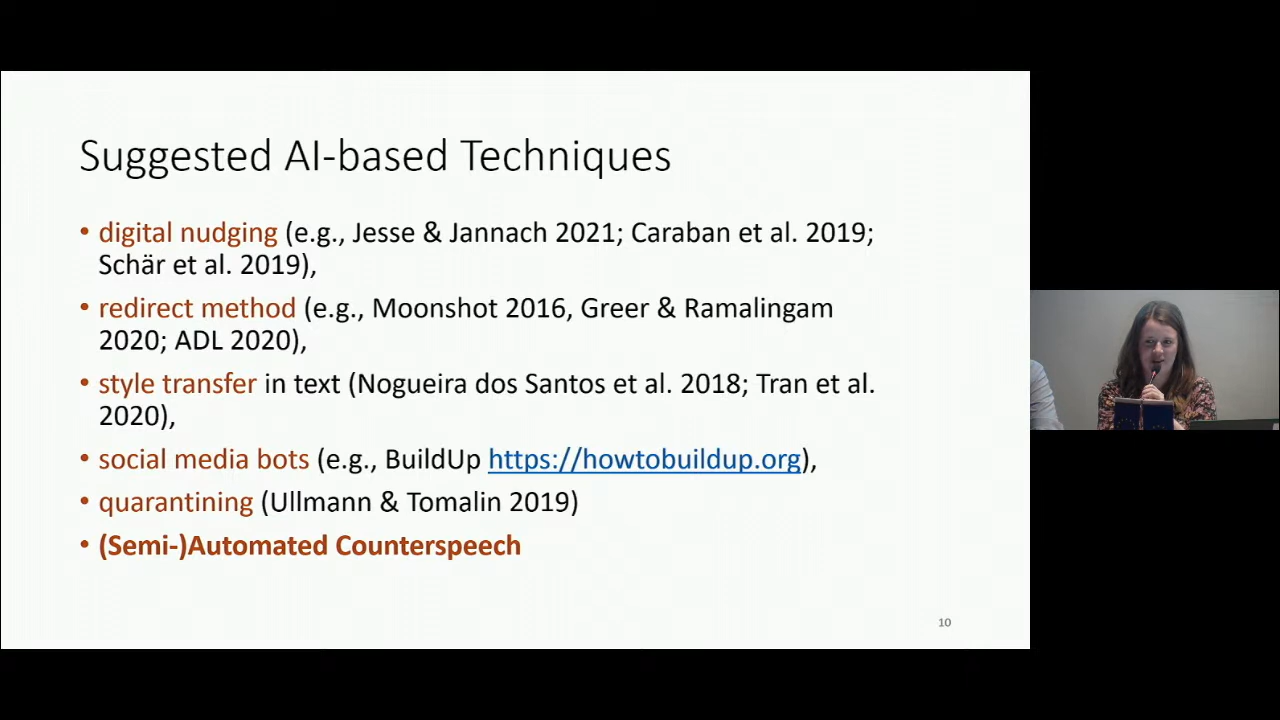 Suggested AI-based Techniques
• digital nudging (e.g., Jesse & Jannach 2021; Caraban et al. 2019;
Schär et al. 2019),
• redirect method (e.g., Moonshot 2016, Greer & Ramalingam
2020; ADL 2020),
• style transfer in text (Nogueira dos Santos et al. 2018; Tran et al.
2020),
• social media bots (e.g., BuildUp https://howtobuildup.org),
• quarantining (Ullmann & Tomalin 2019)
• (Semi-)Automated Counterspeech
10